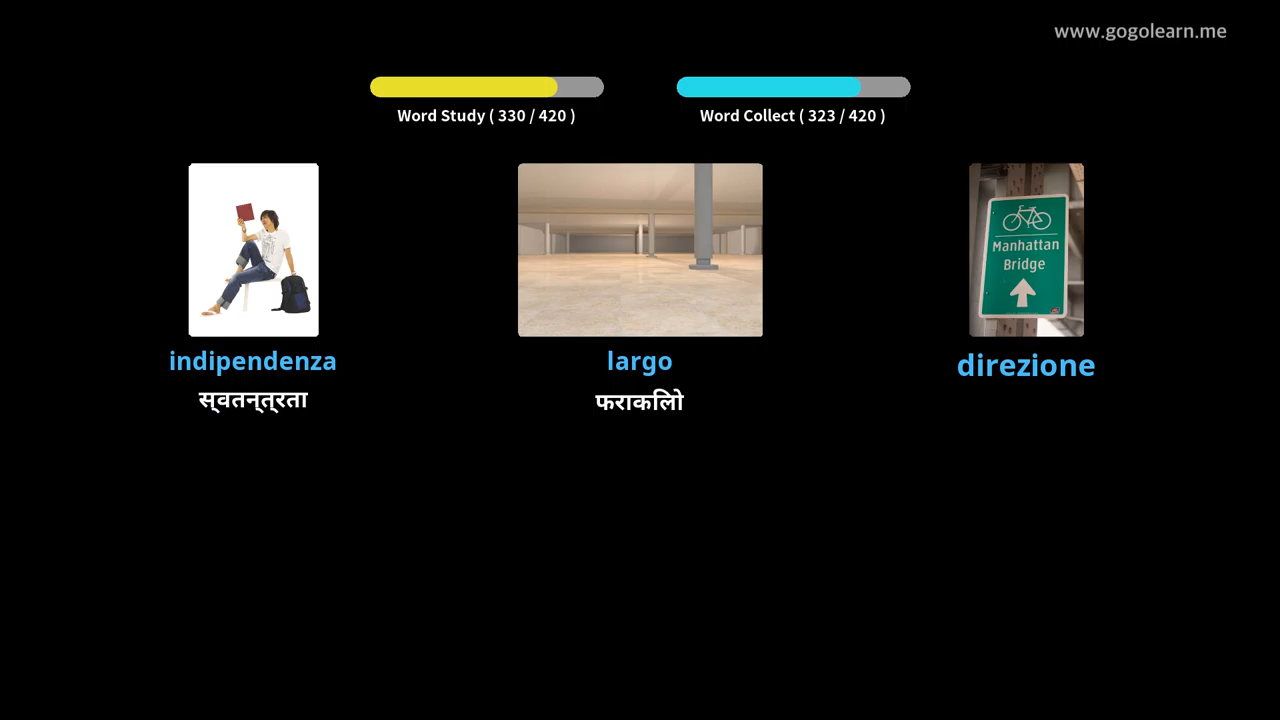 www.gogolearn.me
Word Study ( 330 / 420 )
Word Collect ( 323 / 420 )
Manhattan
Bridge
indipendenza
largo
direzione
स्वतन्त्रता
फराकिलो